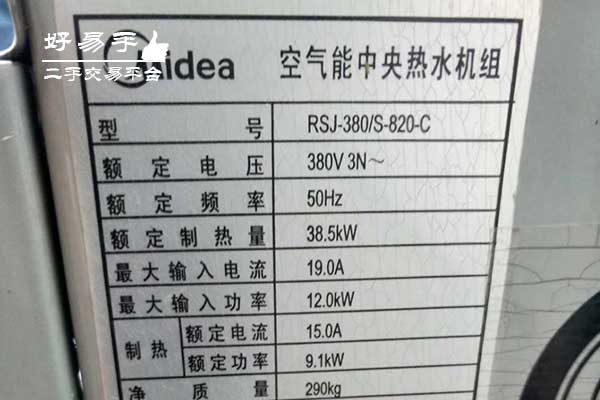 好易手
二手交易平台
Midea 空气能中央热水机组
型号 RSJ-380/S-820-C
额定电压 380V 3N～
额定频率 50Hz
额定制热量 38.5kW
最大输入电流 19.0A
最大输入功率 12.0kW
制热 额定电流 15.0A
额定功率 9.1kW
净质量 290kg